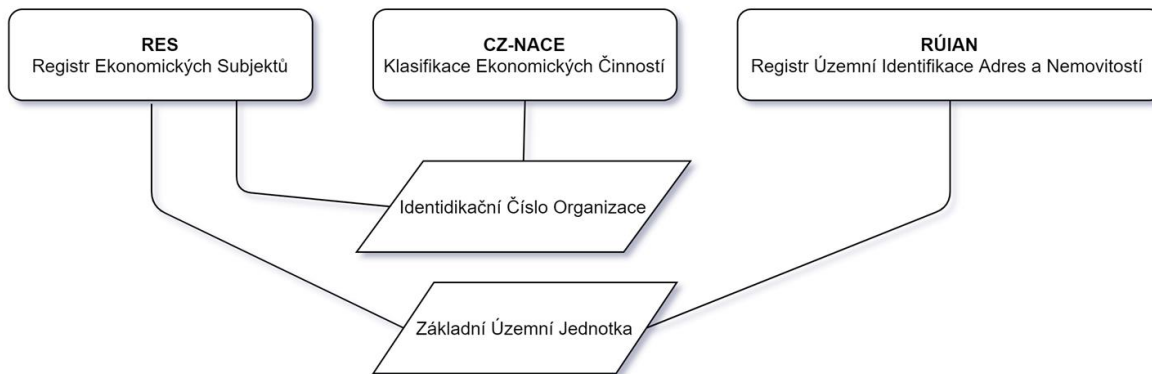 RES
Registr Ekonomických Subjektů
CZ-NACE
Klasifikace Ekonomických Činností
RÚIAN
Registr Územní Identifikace Adres a Nemovitostí
Identidikační Číslo Organizace
Základní Územní Jednotka